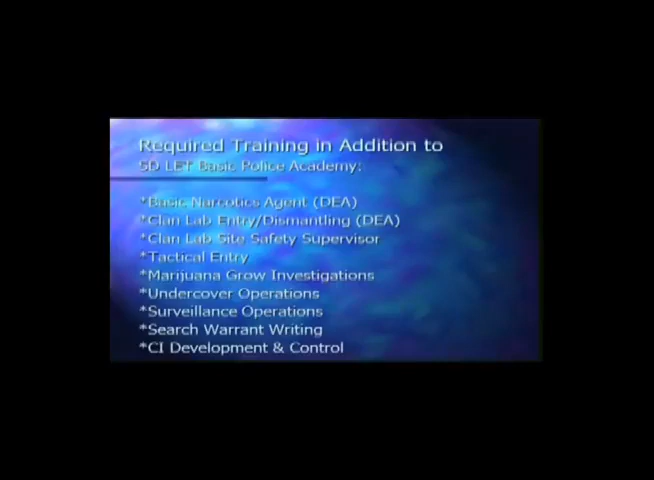 Required Training in Addition to
SD LET Basic Police Academy:
*Basic Narcotics Agent (DEA)
*Clan Lab Entry/Dismantling (DEA)
*Clan Lab Site Safety Supervisor
*Tactical Entry
*Marijuana Grow Investigations
*Undercover Operations
*Surveillance Operations
*Search Warrant Writing
*CI Development & Control